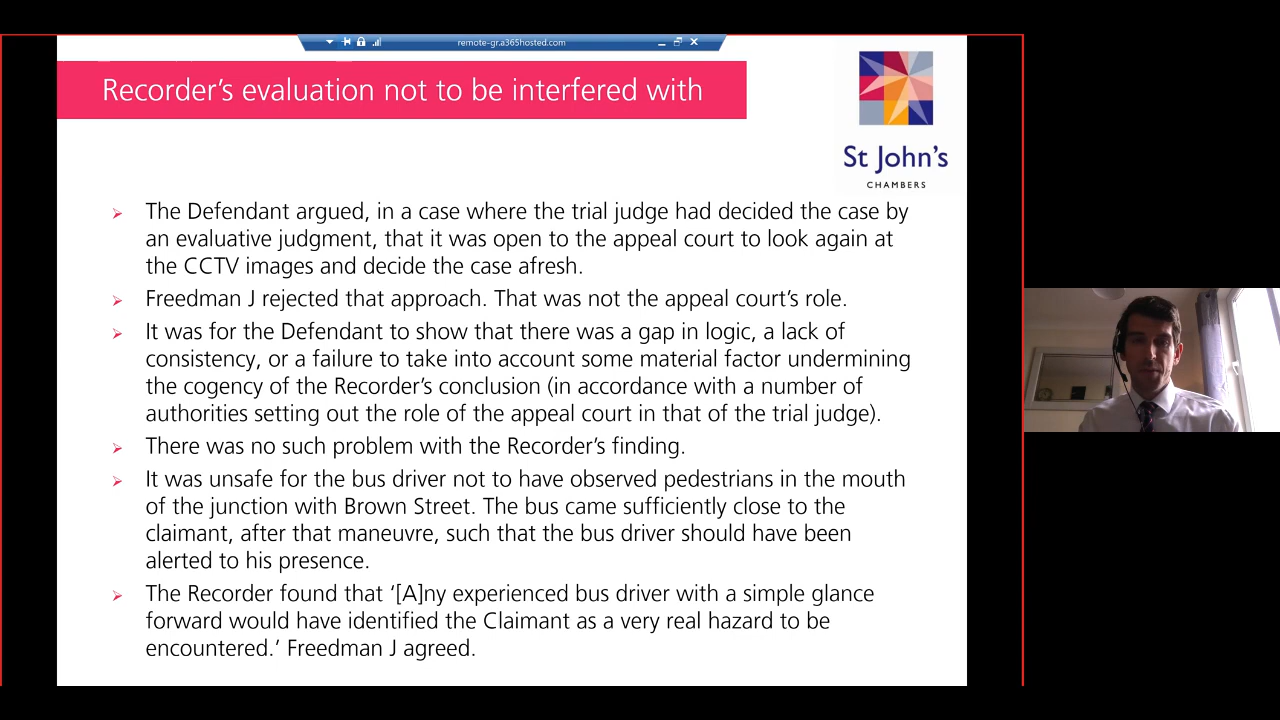 remote-gr.a365hosted.com
Recorder's evaluation not to be interfered with
St John's
CHAMBERS
The Defendant argued, in a case where the trial judge had decided the case by
an evaluative judgment, that it was open to the appeal court to look again at
the CCTV images and decide the case afresh.
Freedman J rejected that approach. That was not the appeal court's role.
It was for the Defendant to show that there was a gap in logic, a lack of
consistency, or a failure to take into account some material factor undermining
the cogency of the Recorder's conclusion (in accordance with a number of
authorities setting out the role of the appeal court in that of the trial judge).
There was no such problem with the Recorder's finding.
It was unsafe for the bus driver not to have observed pedestrians in the mouth
of the junction with Brown Street. The bus came sufficiently close to the
claimant, after that maneuvre, such that the bus driver should have been
alerted to his presence.
The Recorder found that '[A]ny experienced bus driver with a simple glance
forward would have identified the Claimant as a very real hazard to be
encountered.' Freedman J agreed.